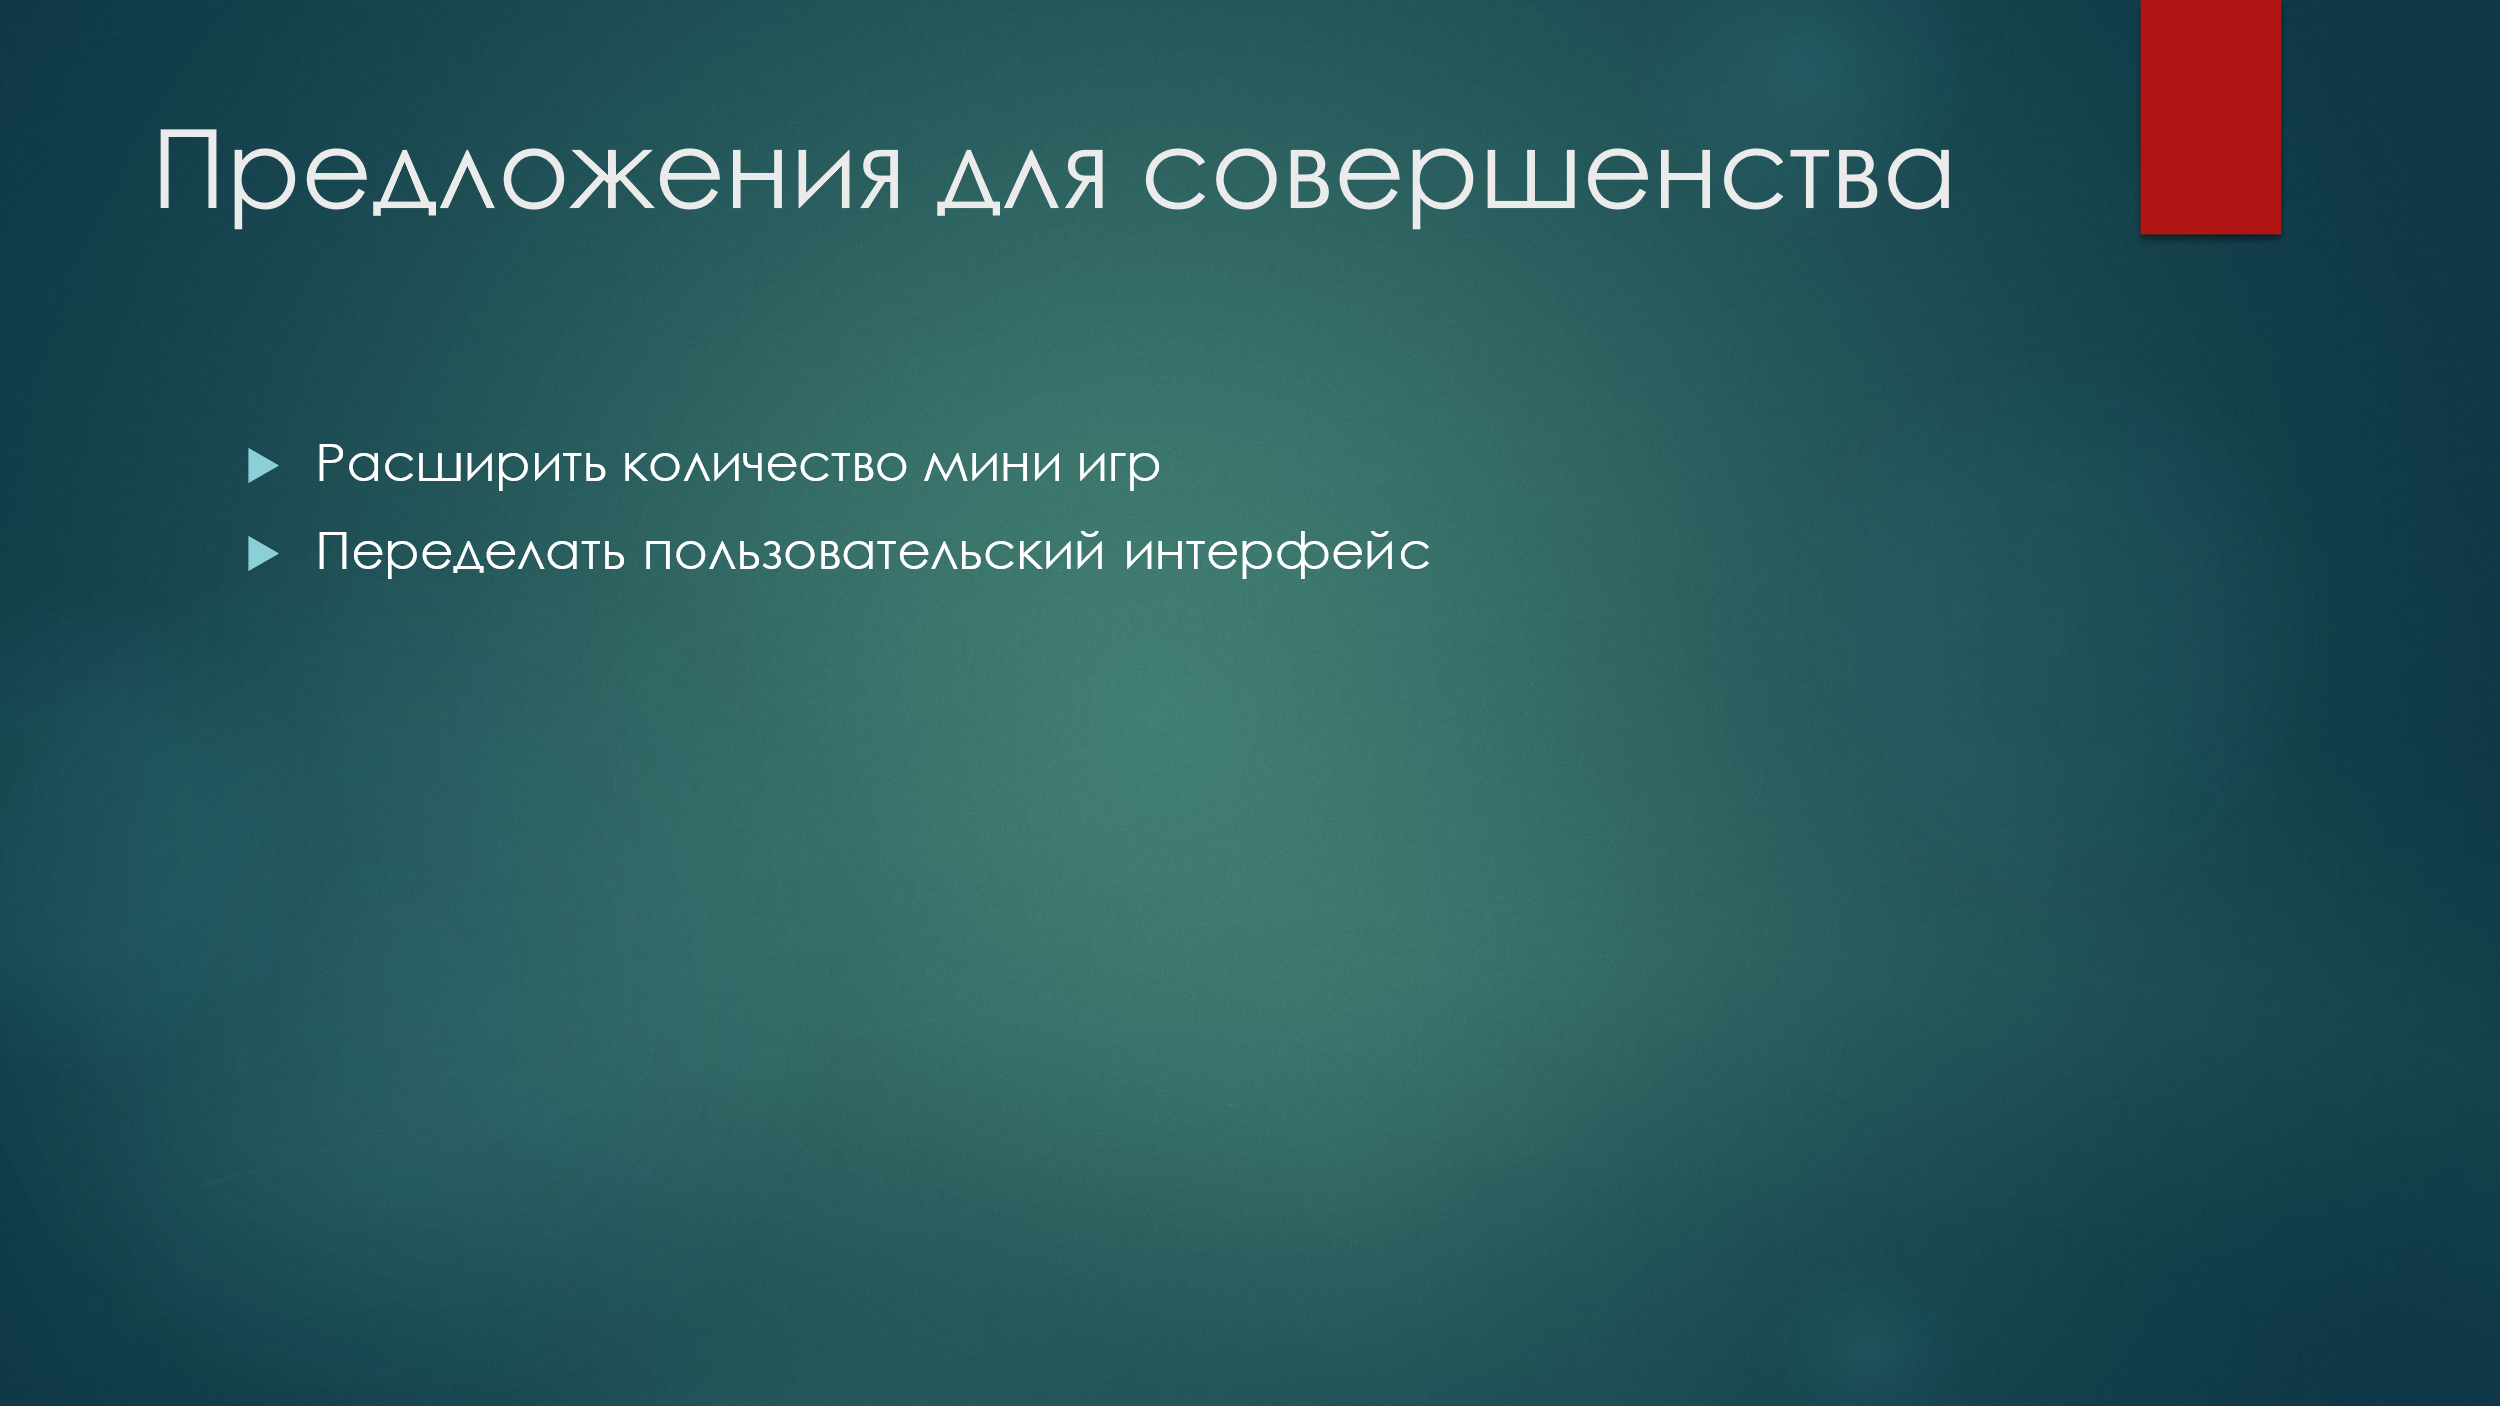 Предложения для совершенства
Расширить количество мини игр
Переделать пользовательский интерфейс